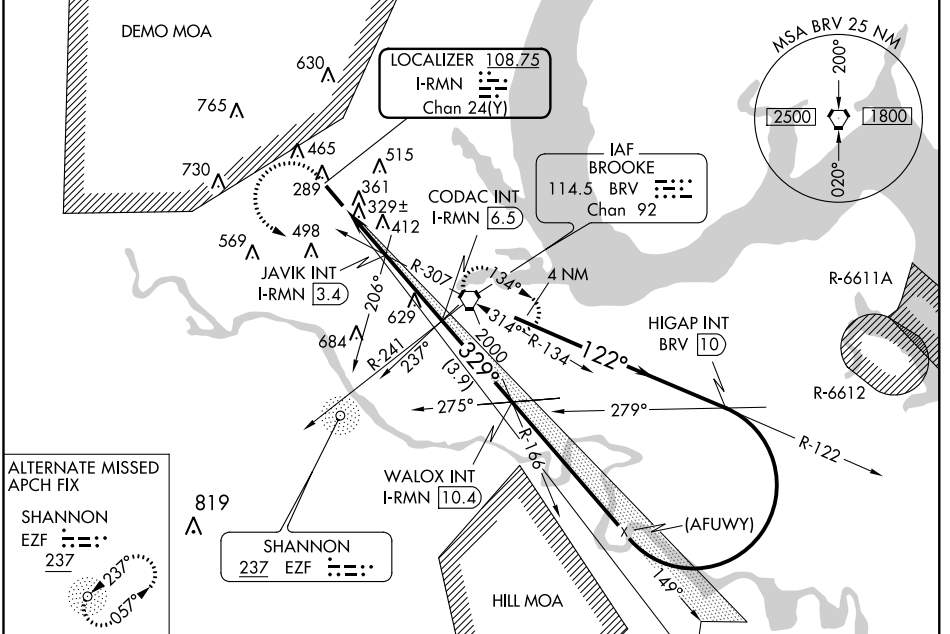 DEMO MOA
630
765
730
465
289
515
361
329±
412
569
498
LOCALIZER 108.75
I-RMN
Chan 24(Y)
MSA BRV 25 NM
200°
2500
1800
020°
IAF
BROOKE
114.5 BRV
Chan 92
CODAC INT
I-RMN 6.5
JAVIK INT
I-RMN 3.4
R-307
134°
4 NM
206°
629
684
R-241
237°
314°
R-134
2000
329°
(3.9)
122°
HIGAP INT
BRV 10
R-6611A
R-6612
275°
279°
R-122
R-166
WALOX INT
I-RMN 10.4
(AFUWY)
149°
HILL MOA
819
SHANNON
237 EZF
ALTERNATE MISSED
APCH FIX
SHANNON
EZF
237
237°
057°